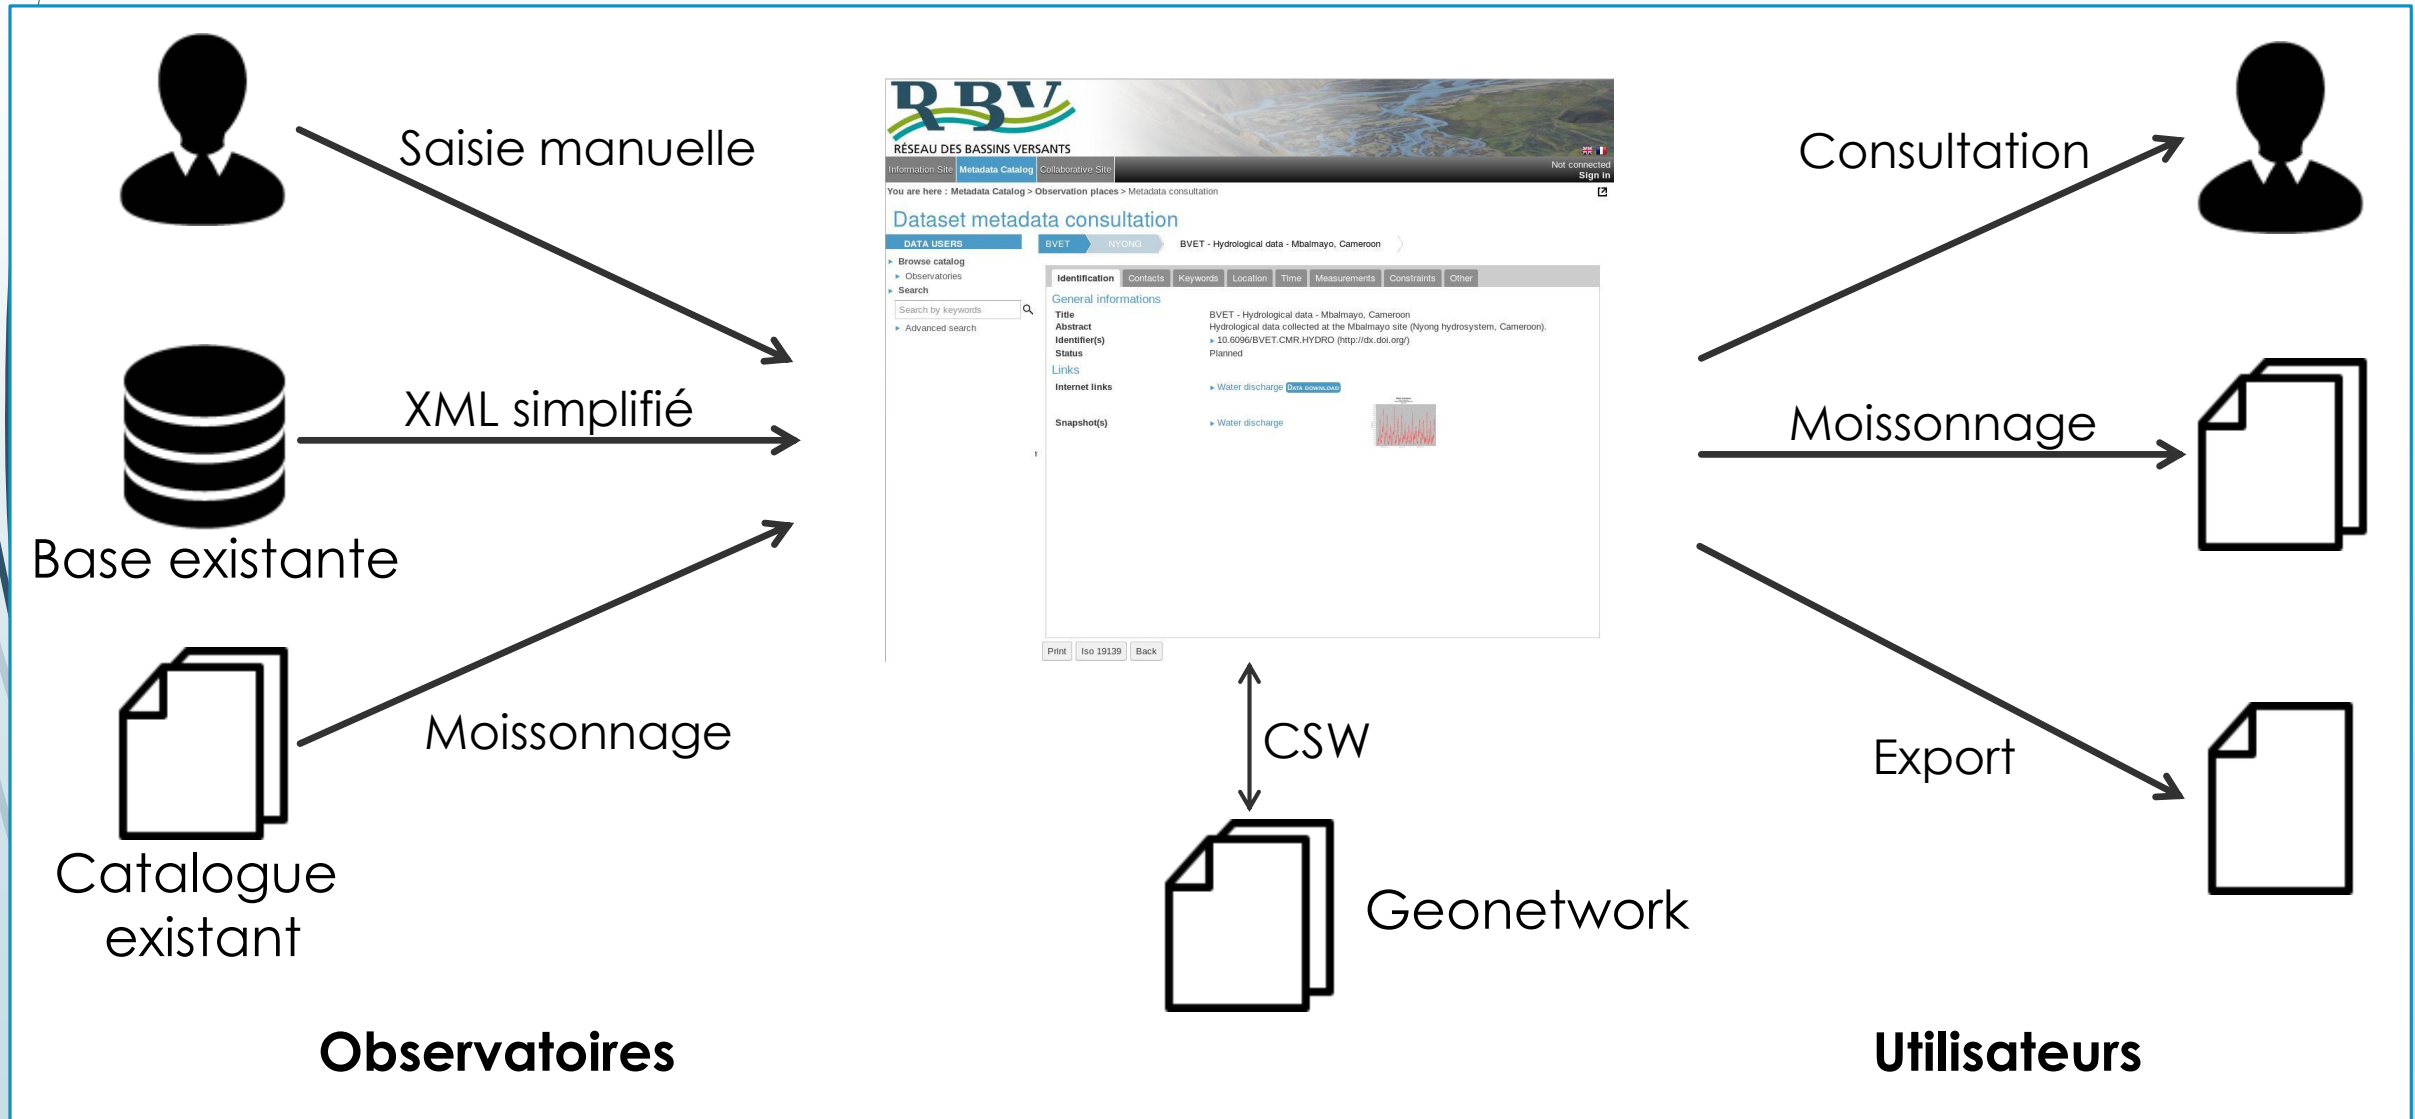 Saisie manuelle
XML simplifié
Base existante
Moissonnage
Catalogue
existant
Observatoires
RBV
RÉSEAU DES BASSINS VERSANTS
Information Site Metadata Catalog Collaborative Site
Not connected
Sign in
You are here : Metadata Catalog > Observation places > Metadata consultation
Dataset metadata consultation
DATA USERS
Browse catalog
Observatories
Search
Search by keywords
Advanced search
BVET NYONG BVET - Hydrological data - Mbalmayo, Cameroon
Identification Contacts Keywords Location Time Measurements Constraints Other
General informations
Title BVET - Hydrological data - Mbalmayo, Cameroon
Abstract Hydrological data collected at the Mbalmayo site (Nyong hydrosystem, Cameroon).
Identifier(s) 10.6096/BVET.CMR.HYDRO (http://dx.doi.org/)
Status Planned
Links
Internet links Water discharge DATA DOWNLOAD
Snapshot(s) Water discharge
Print Iso 19139 Back
CSW
Geonetwork
Consultation
Moissonnage
Export
Utilisateurs